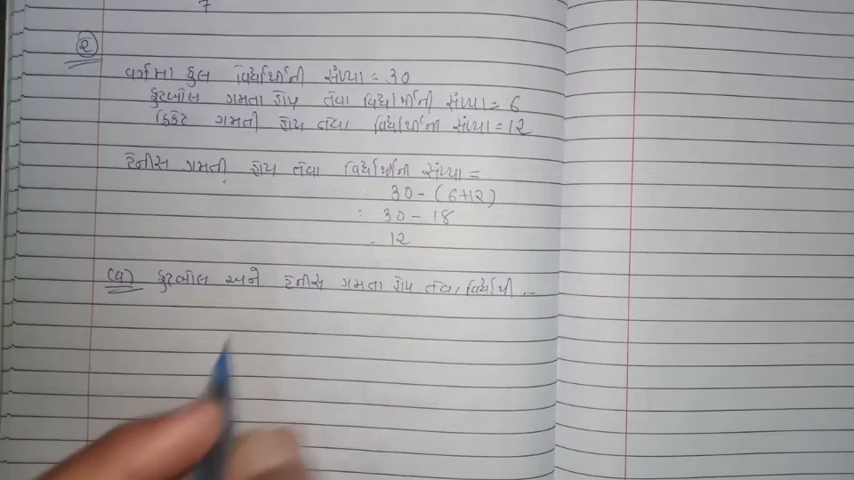 7
૨
વર્ગમાં કુલ વિદ્યાર્થીની સંખ્યા = 30
ફુટબોલ ગમતા હોય તેવા વિદ્યાર્થીની સંખ્યા = 6
ક્રિકેટ ગમતી હોય તેવા વિદ્યાર્થીની સંખ્યા = 12
ટેનીસ ગમતી હોય તેવા વિદ્યાર્થીની સંખ્યા =
: 30 - (6+12)
: 30 - 18
- 12
(a) ફુટબોલ અને ટેનીસ ગમતા હોય તેવા વિદ્યાર્થી -